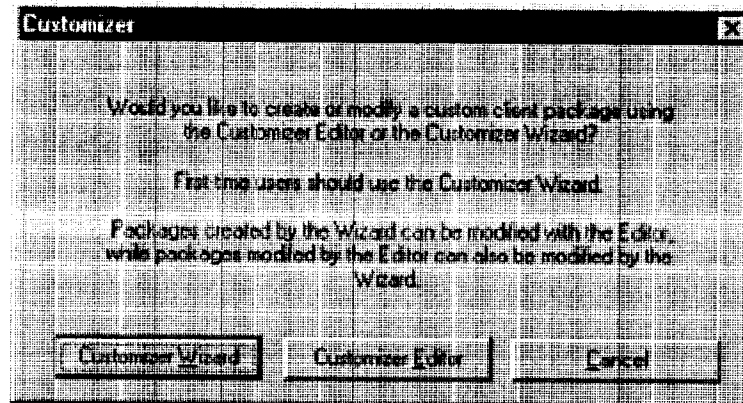 Customizer
Would you like to create or modify a custom client package using
the Customizer Editor or the Customizer Wizard?
First time users should use the Customizer Wizard.
Packages created by the Wizard can be modified with the Editor,
while packages modified by the Editor can also be modified by the
Wizard.
Customizer Wizard
Customizer Editor
Cancel